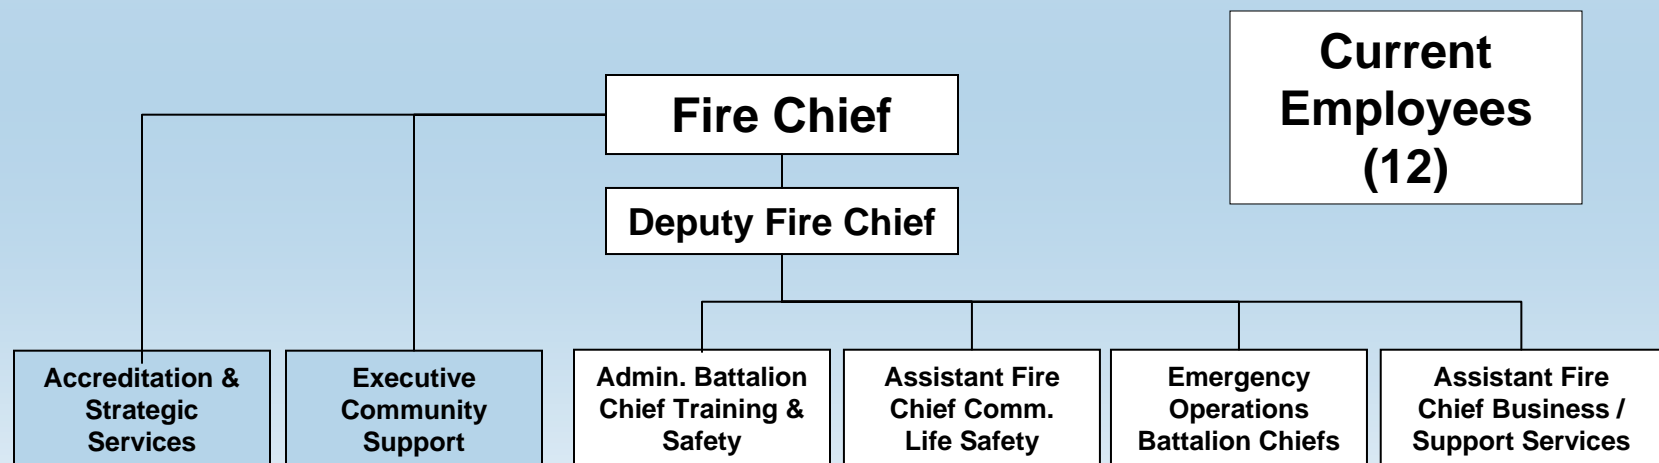 Current
Employees
(12)
Fire Chief
Deputy Fire Chief
Accreditation &
Strategic
Services
Executive
Community
Support
Admin. Battalion
Chief Training &
Safety
Assistant Fire
Chief Comm.
Life Safety
Emergency
Operations
Battalion Chiefs
Assistant Fire
Chief Business /
Support Services